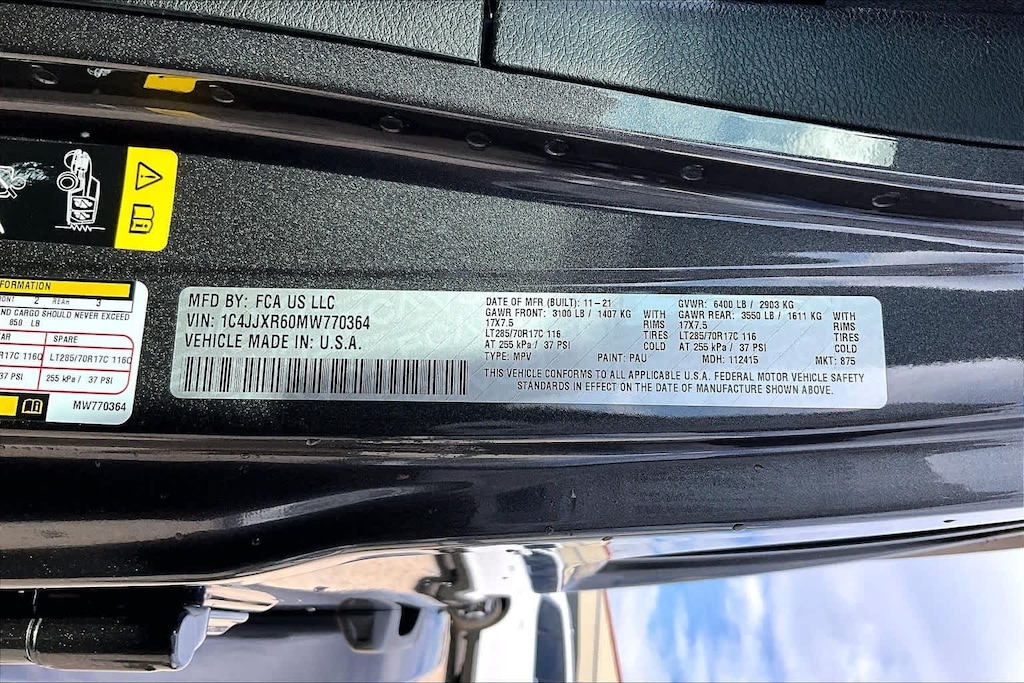 FORMATION
ONT 2 REAR 3
ND CARGO SHOULD NEVER EXCEED
850 LB
AR SPARE
R17C 116Q LT285/70R17C 116Q
37 PSI 255 kPa / 37 PSI
MW770364
MFD BY: FCA US LLC
VIN: 1C4JJXR60MW770364
VEHICLE MADE IN: U.S.A.
DATE OF MFR (BUILT): 11-21
GAWR FRONT: 3100 LB / 1407 KG WITH
17X7.5 RIMS
LT285/70R17C 116 TIRES
AT 255 kPa / 37 PSI COLD
TYPE: MPV PAINT: PAU
GVWR: 6400 LB / 2903 KG
GAWR REAR: 3550 LB / 1611 KG WITH
17X7.5 RIMS
LT285/70R17C 116 TIRES
AT 255 kPa / 37 PSI COLD
MDH: 112415 MKT: 875
THIS VEHICLE CONFORMS TO ALL APPLICABLE U.S.A. FEDERAL MOTOR VEHICLE SAFETY
STANDARDS IN EFFECT ON THE DATE OF MANUFACTURE SHOWN ABOVE.